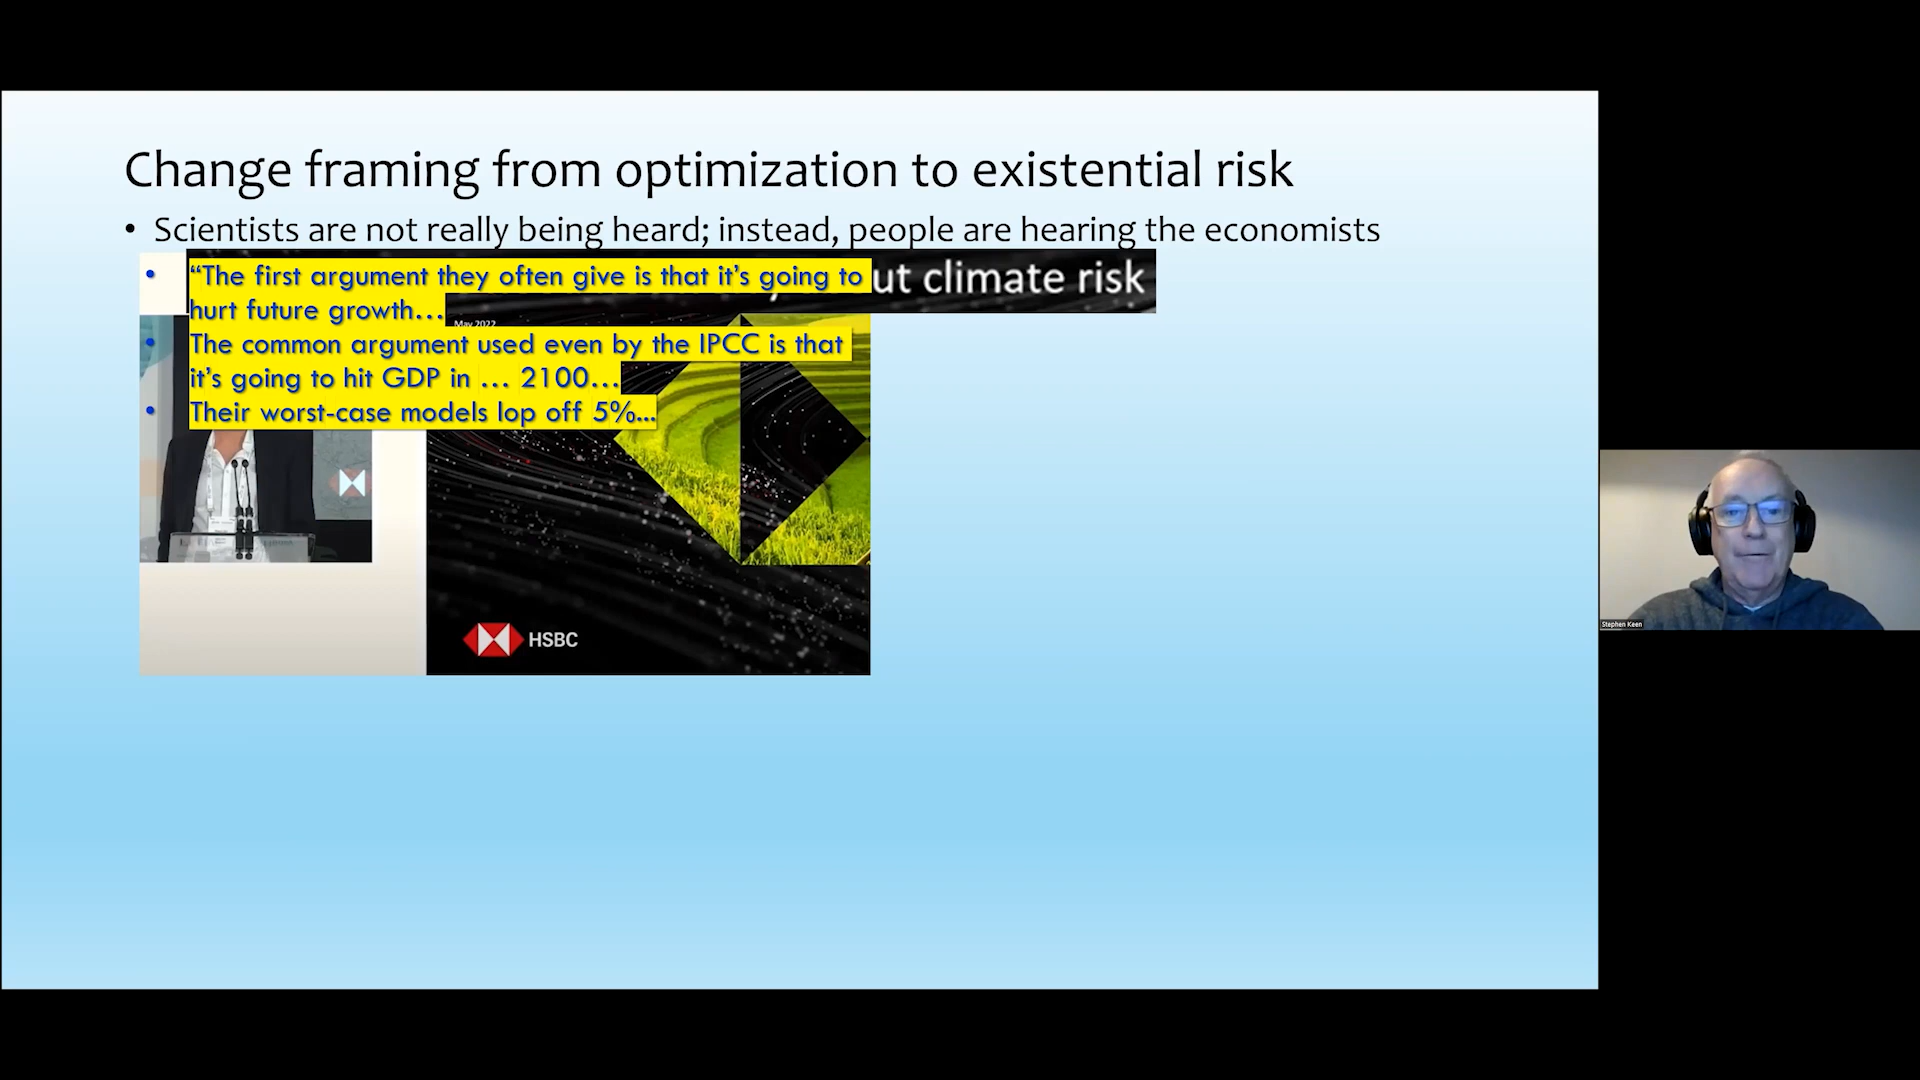 Change framing from optimization to existential risk
• Scientists are not really being heard; instead, people are hearing the economists
• “The first argument they often give is that it’s going to
hurt future growth…
ut climate risk
May 2022
• The common argument used even by the IPCC is that
it’s going to hit GDP in … 2100…
• Their worst-case models lop off 5%...
HSBC
Stephen Keen